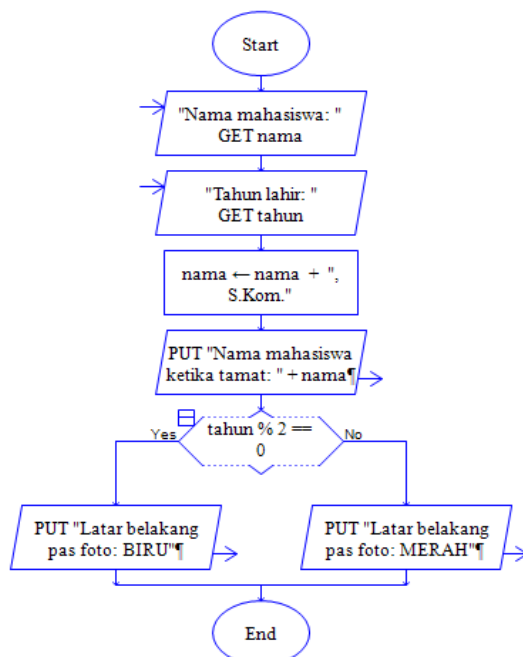 Start
"Nama mahasiswa: "
GET nama
"Tahun lahir: "
GET tahun
nama ← nama + ",
S.Kom."
PUT "Nama mahasiswa
ketika tamat: " + nama¶
Yes
tahun % 2 ==
0
No
PUT "Latar belakang
pas foto: BIRU"¶
PUT "Latar belakang
pas foto: MERAH"¶
End